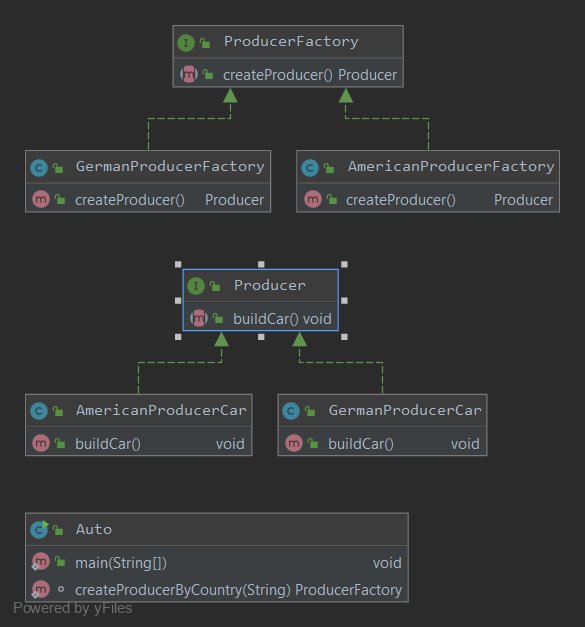 ProducerFactory
createProducer() Producer
GermanProducerFactory
createProducer() Producer
AmericanProducerFactory
createProducer() Producer
Producer
buildCar() void
AmericanProducerCar
buildCar() void
GermanProducerCar
buildCar() void
Auto
main(String[]) void
createProducerByCountry(String) ProducerFactory
Powered by yFiles